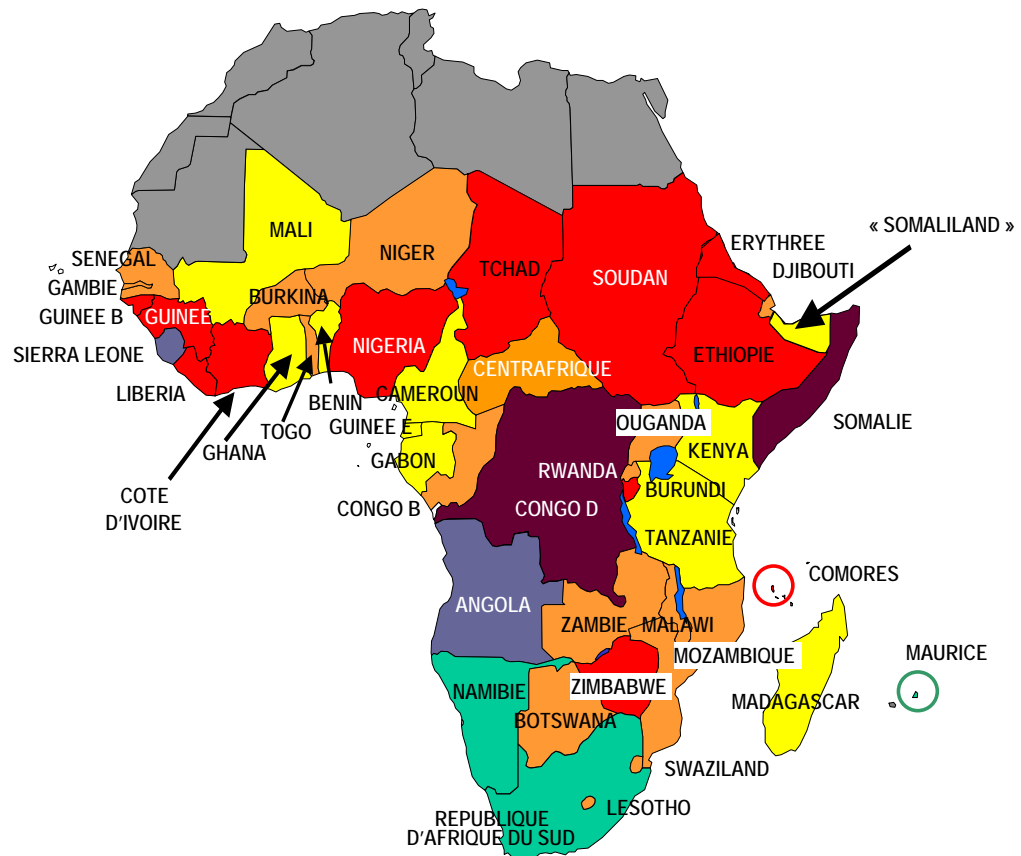 « SOMALILAND »
MALI
ERYTHREE
NIGER
SENEGAL
TCHAD
DJIBOUTI
SOUDAN
GAMBIE
BURKINA
GUINEE B
GUINEE
NIGERIA
SIERRA LEONE
ETHIOPIE
CENTRAFRIQUE
LIBERIA
CAMEROUN
BENIN
SOMALIE
OUGANDA
GUINEE E
TOGO
GHANA
KENYA
GABON
RWANDA
BURUNDI
COTE
D'IVOIRE
CONGO B
CONGO D
TANZANIE
COMORES
ANGOLA
ZAMBIE
MALAWI
MAURICE
MOZAMBIQUE
NAMIBIE
ZIMBABWE
MADAGASCAR
BOTSWANA
SWAZILAND
LESOTHO
REPUBLIQUE
D'AFRIQUE DU SUD